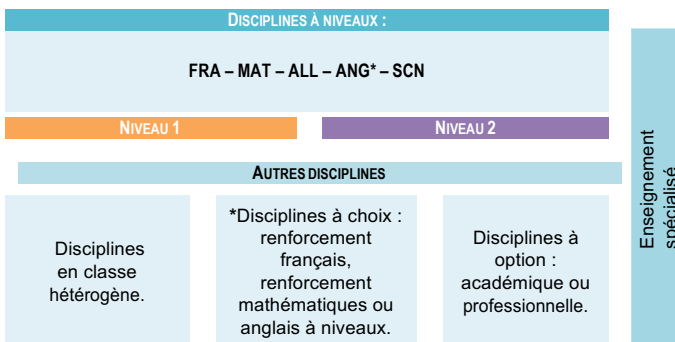 DISCIPLINES À NIVEAUX :
FRA – MAT – ALL – ANG* – SCN
NIVEAU 1
NIVEAU 2
AUTRES DISCIPLINES
Disciplines
en classe
hétérogène.
*Disciplines à choix :
renforcement
français,
renforcement
mathématiques ou
anglais à niveaux.
Disciplines à
option :
académique ou
professionnelle.
Enseignement
spécialisé